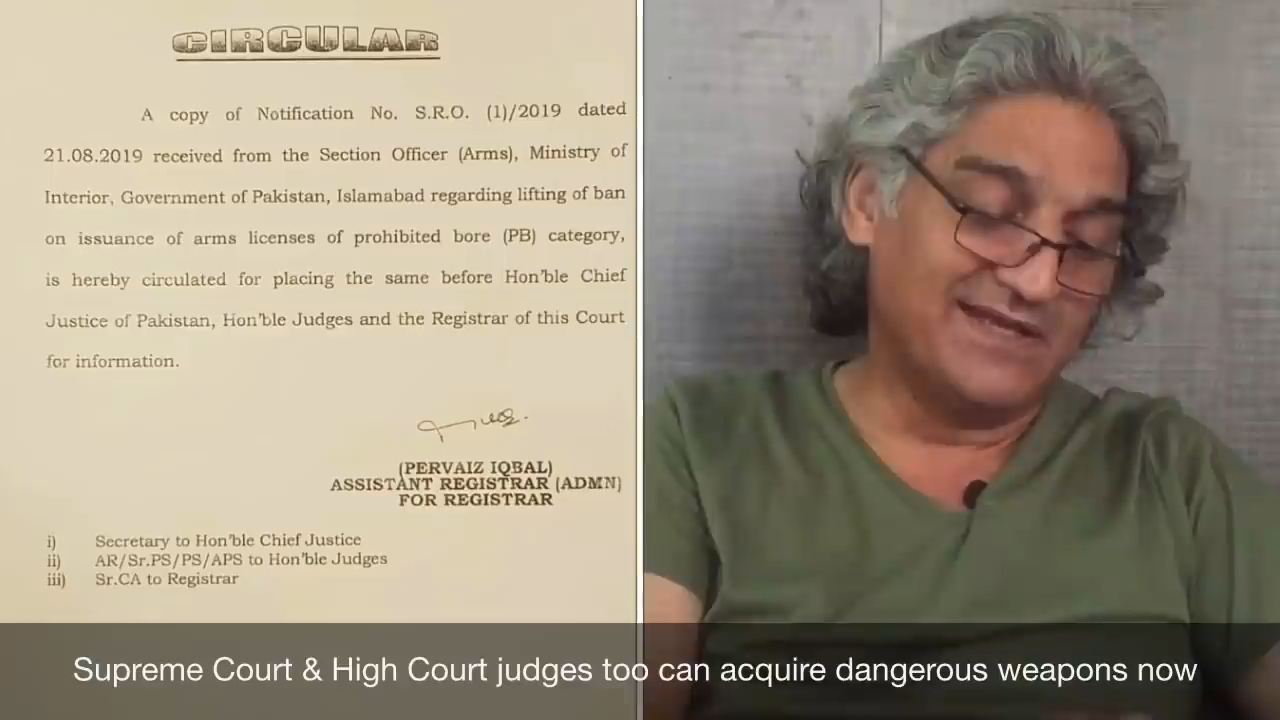 CIRCULAR
A copy of Notification No. S.R.O. (1)/2019 dated
21.08.2019 received from the Section Officer (Arms), Ministry of
Interior, Government of Pakistan, Islamabad regarding lifting of ban
on issuance of arms licenses of prohibited bore (PB) category,
is hereby circulated for placing the same before Hon'ble Chief
Justice of Pakistan, Hon'ble Judges and the Registrar of this Court
for information.
(PERVAIZ IQBAL)
ASSISTANT REGISTRAR (ADMN)
FOR REGISTRAR
i) Secretary to Hon'ble Chief Justice
ii) AR/Sr.PS/PS/APS to Hon'ble Judges
iii) Sr.CA to Registrar
Supreme Court & High Court judges too can acquire dangerous weapons now